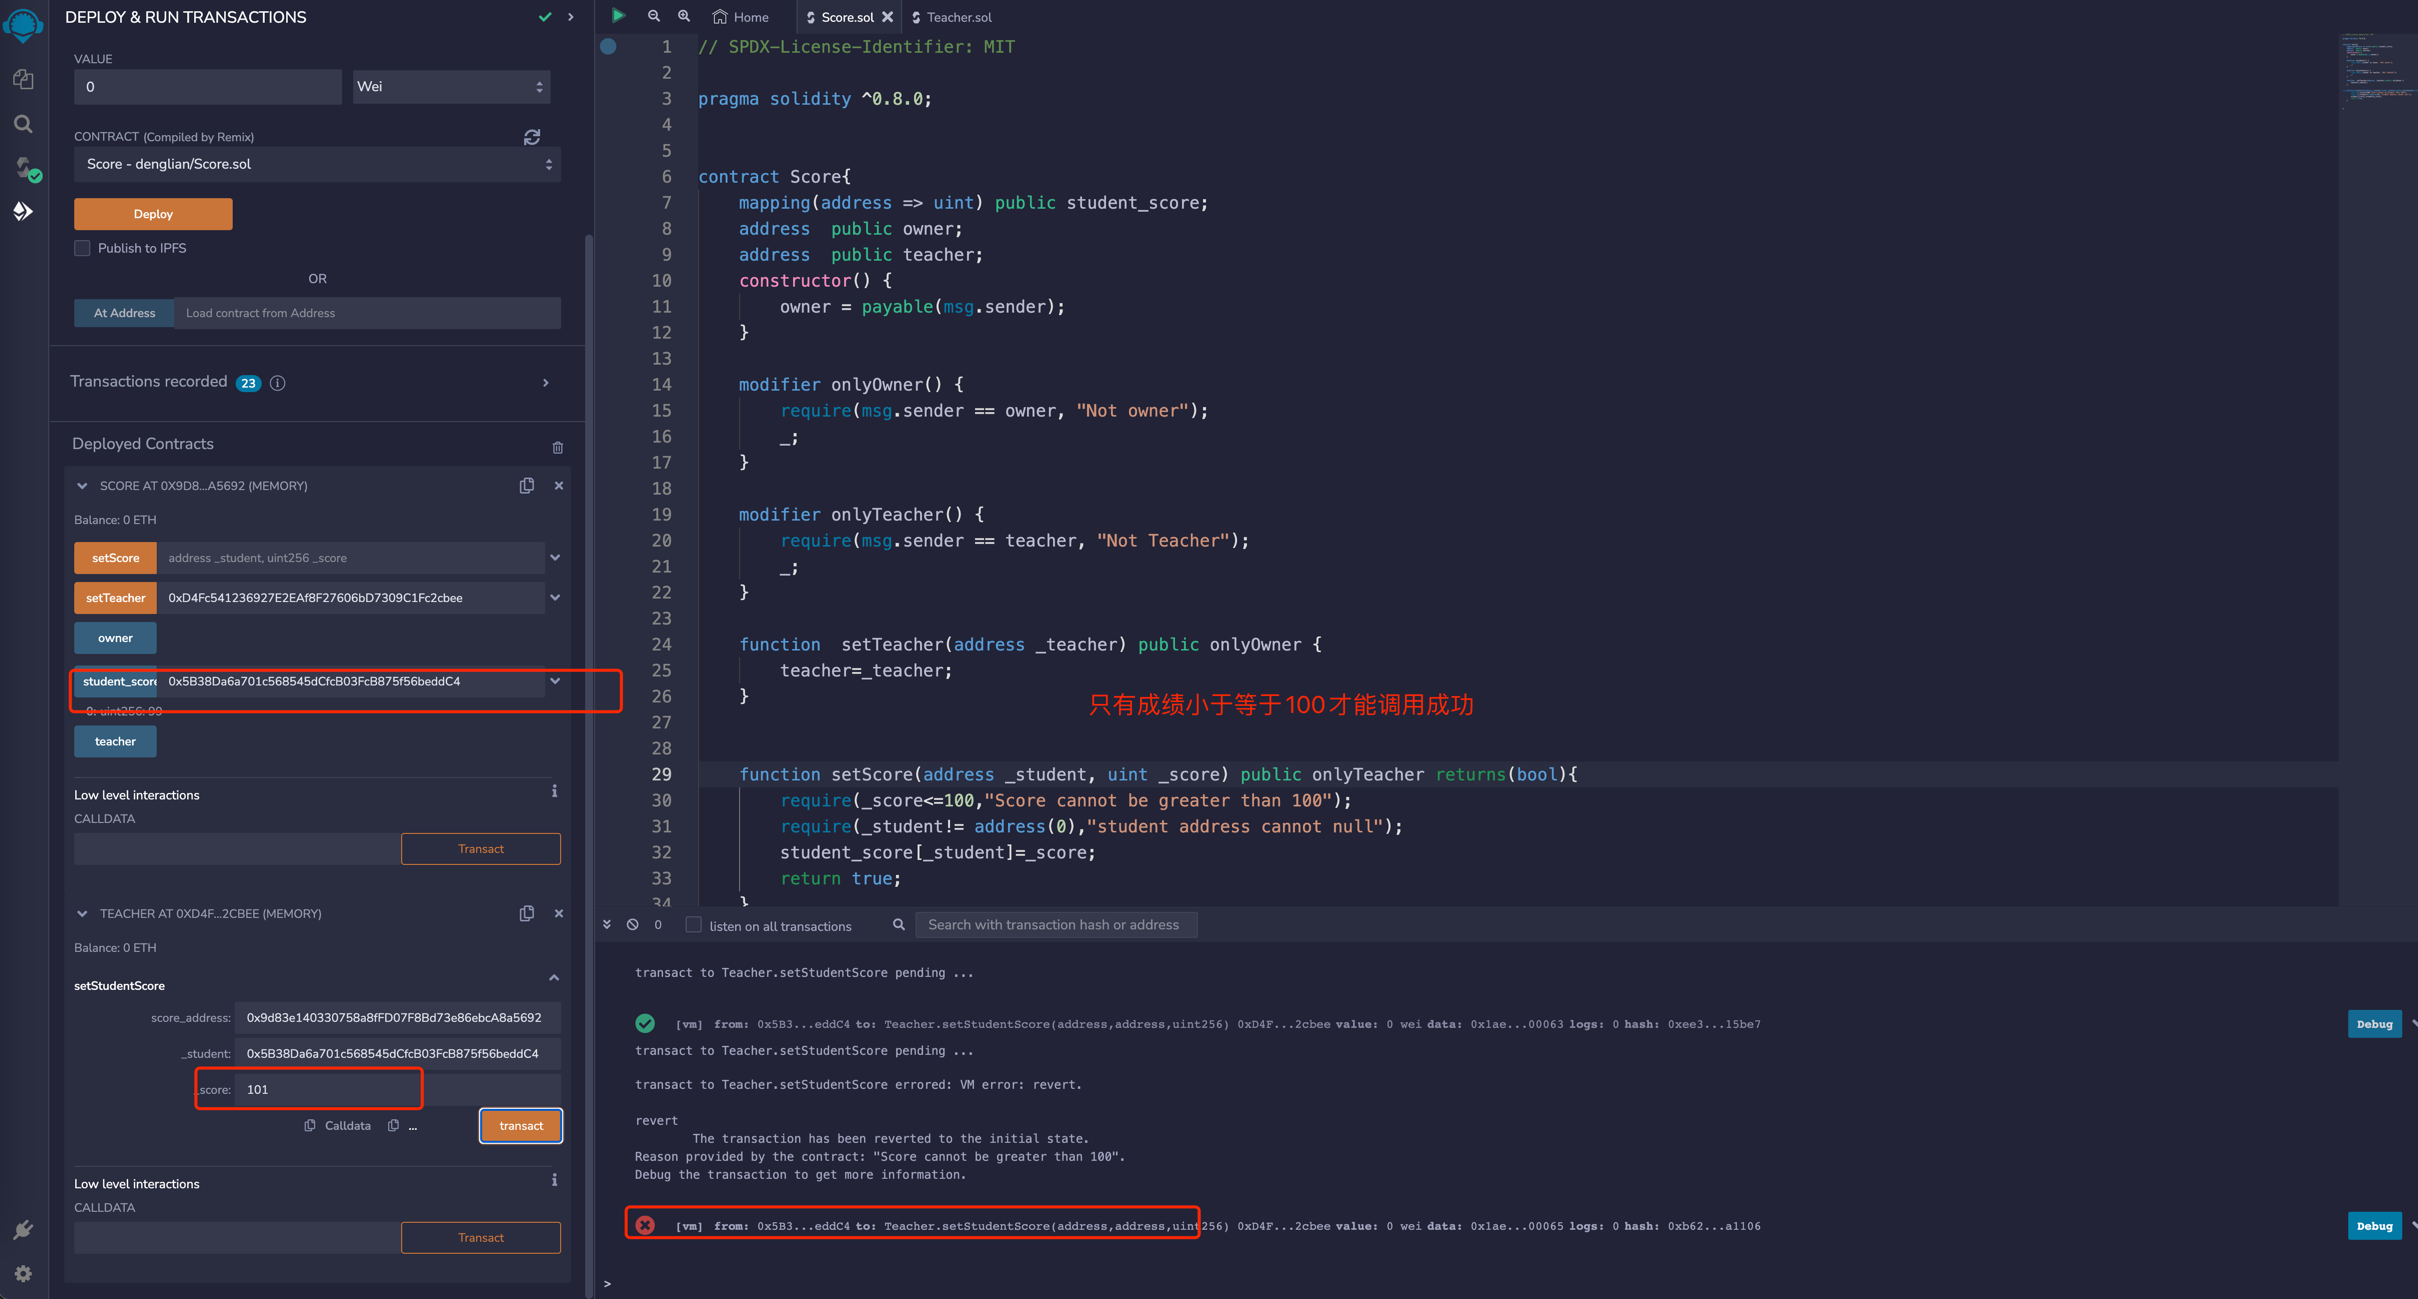 DEPLOY & RUN TRANSACTIONS
VALUE
0
Wei
CONTRACT (Compiled by Remix)
Score - denglian/Score.sol
Deploy
Publish to IPFS
OR
At Address
Load contract from Address
Transactions recorded 23
Deployed Contracts
SCORE AT 0X9D8...A5692 (MEMORY)
Balance: 0 ETH
setScore address _student, uint256 _score
setTeacher 0xD4Fc541236927E2EAf8F27606bD7309C1Fc2cbee
owner
student_score 0x5B38Da6a701c568545dCfcB03FcB875f56beddC4
0: uint256: 99
teacher
Low level interactions
CALLDATA
Transact
TEACHER AT 0XD4F...2CBEE (MEMORY)
Balance: 0 ETH
setStudentScore
score_address: 0x9d83e140330758a8fFD07F8Bd73e86ebcA8a5692
_student: 0x5B38Da6a701c568545dCfcB03FcB875f56beddC4
_score: 101
Calldata ...
transact
Low level interactions
CALLDATA
Transact
Home
Score.sol
Teacher.sol
1 // SPDX-License-Identifier: MIT
2
3 pragma solidity ^0.8.0;
4
5
6 contract Score{
7 mapping(address => uint) public student_score;
8 address  public owner;
9 address  public teacher;
10 constructor() {
11 owner = payable(msg.sender);
12 }
13
14 modifier onlyOwner() {
15 require(msg.sender == owner, "Not owner");
16 _;
17 }
18
19 modifier onlyTeacher() {
20 require(msg.sender == teacher, "Not Teacher");
21 _;
22 }
23
24 function  setTeacher(address _teacher) public onlyOwner {
25 teacher=_teacher;
26 }
只有成绩小于等于100才能调用成功
27
28
29 function setScore(address _student, uint _score) public onlyTeacher returns(bool){
30 require(_score<=100,"Score cannot be greater than 100");
31 require(_student!= address(0),"student address cannot null");
32 student_score[_student]=_score;
33 return true;
34 }
0
listen on all transactions
Search with transaction hash or address
transact to Teacher.setStudentScore pending ...
[vm] from: 0x5B3...eddC4 to: Teacher.setStudentScore(address,address,uint256) 0xD4F...2cbee value: 0 wei data: 0x1ae...00063 logs: 0 hash: 0xee3...15be7
Debug
transact to Teacher.setStudentScore pending ...
transact to Teacher.setStudentScore errored: VM error: revert.
revert
The transaction has been reverted to the initial state.
Reason provided by the contract: "Score cannot be greater than 100".
Debug the transaction to get more information.
[vm] from: 0x5B3...eddC4 to: Teacher.setStudentScore(address,address,uint256) 0xD4F...2cbee value: 0 wei data: 0x1ae...00065 logs: 0 hash: 0xb62...a1106
Debug
>